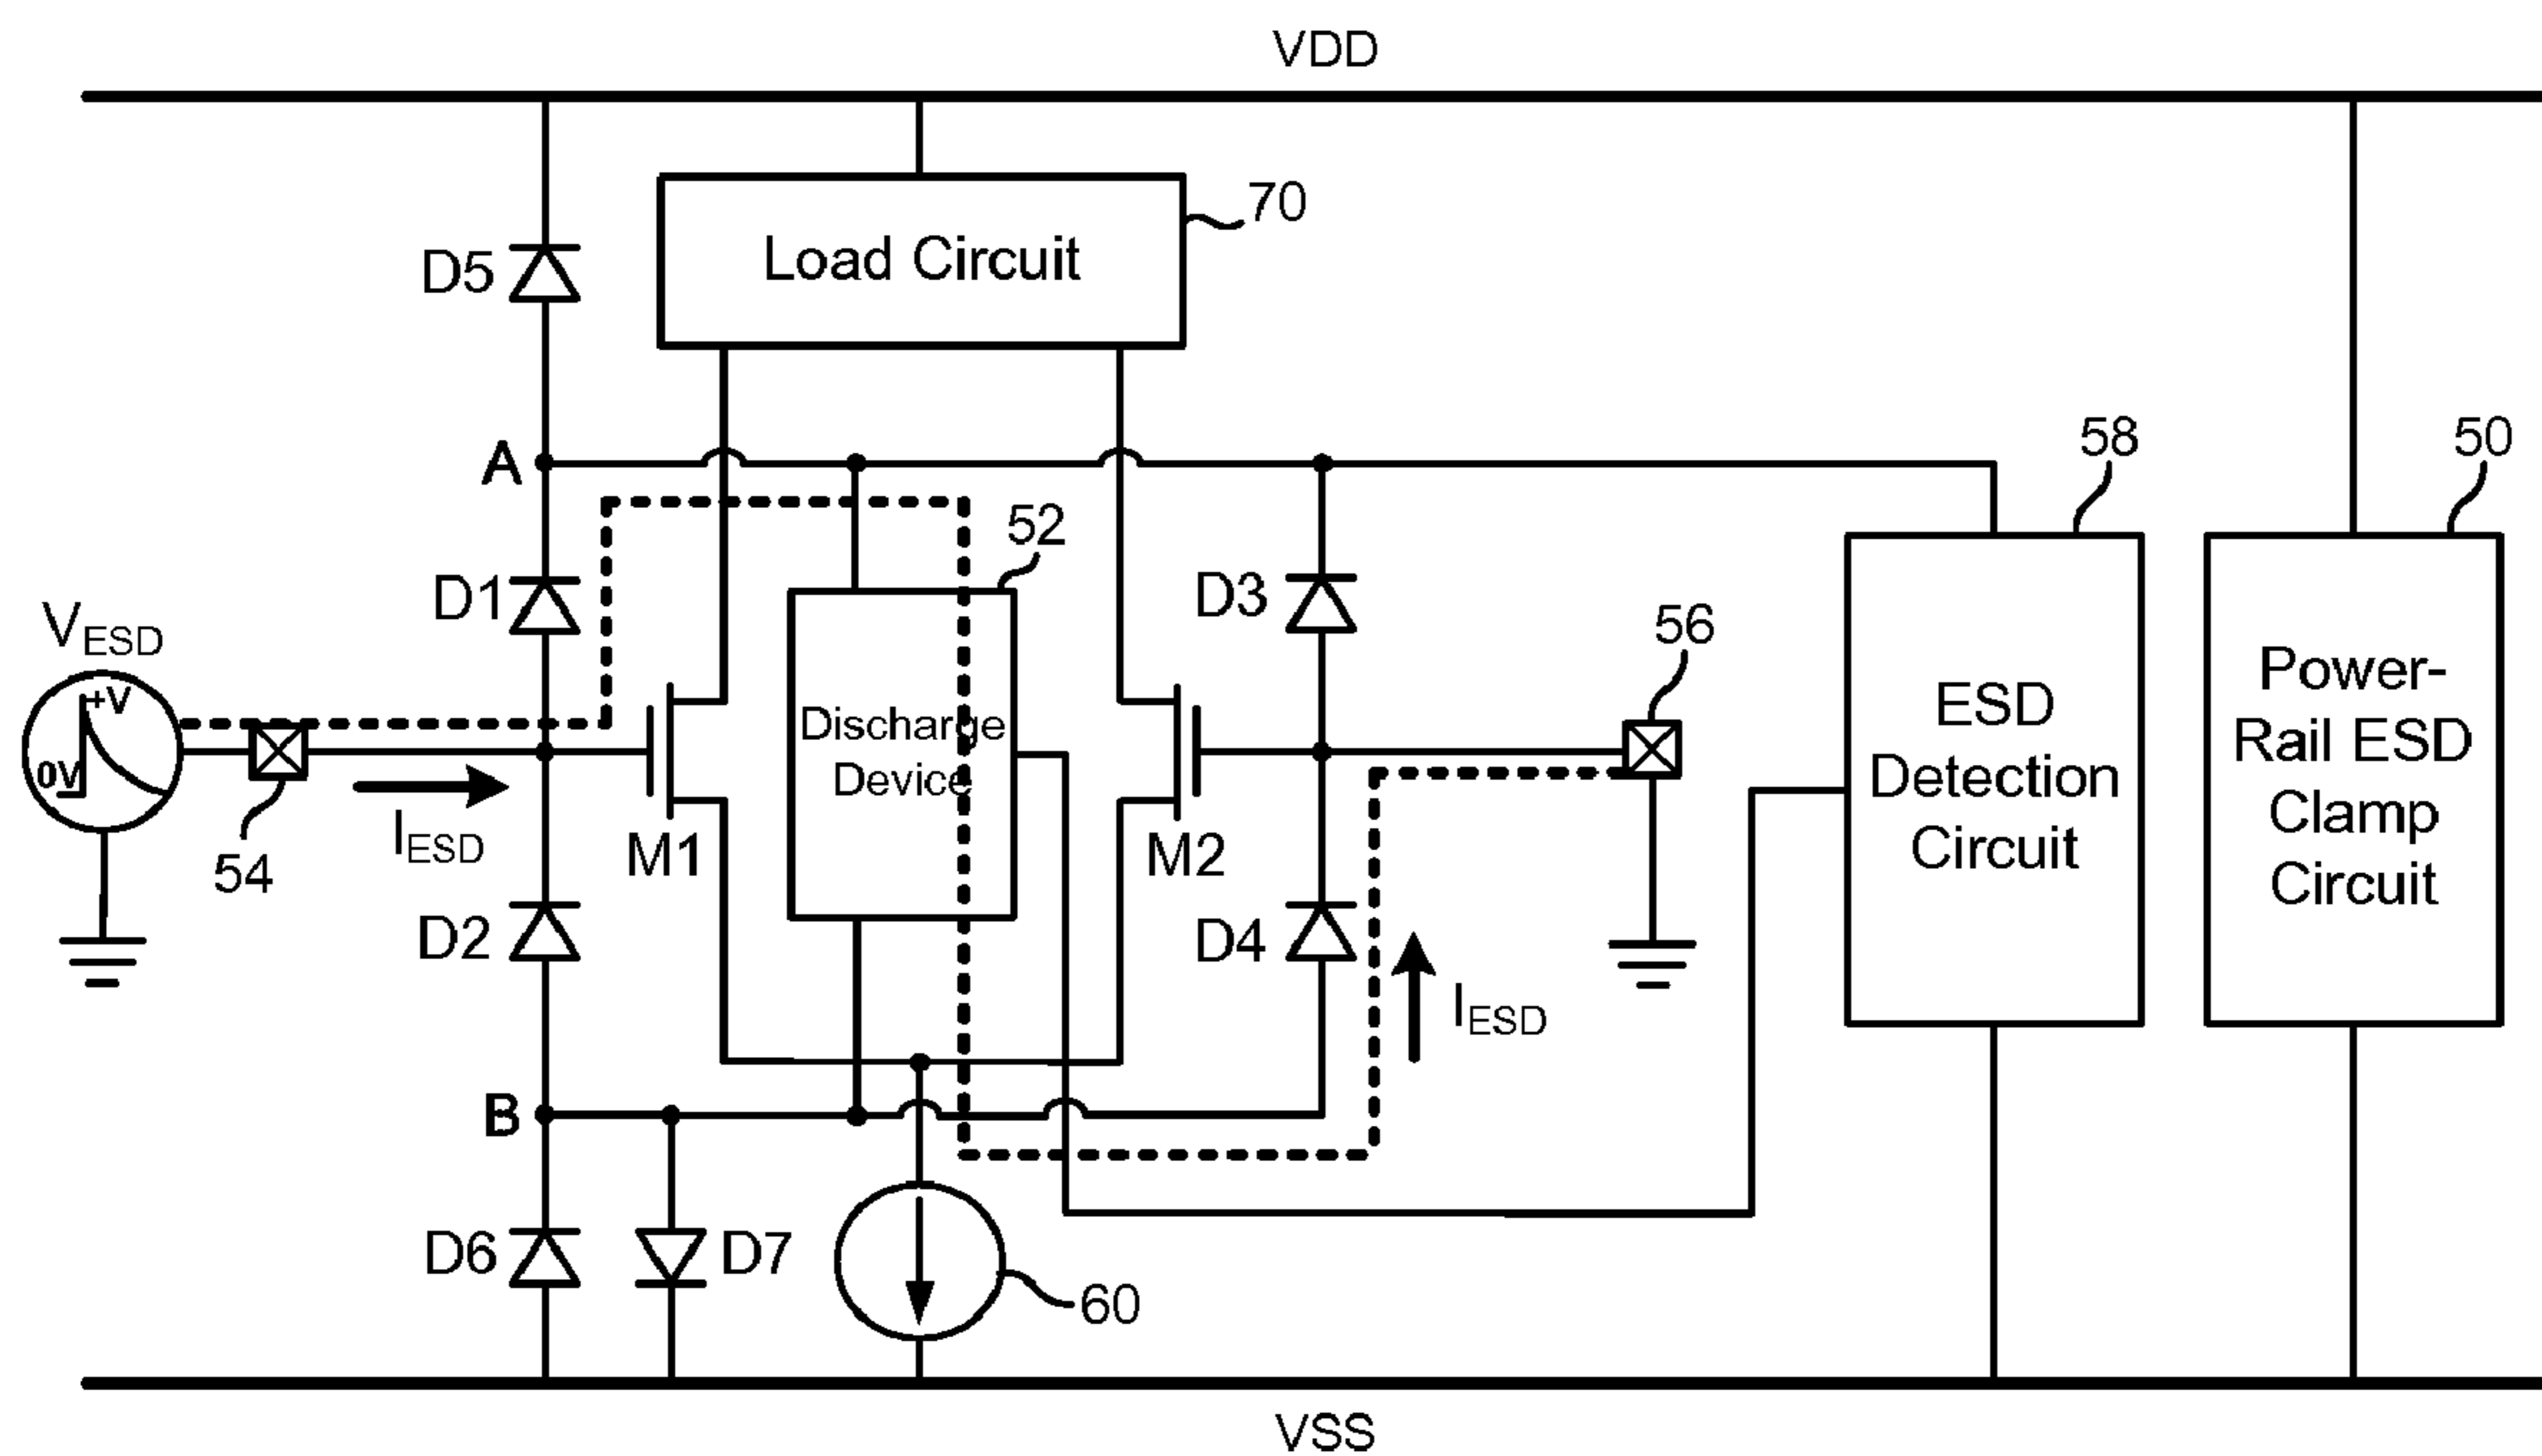 VDD
70
Load Circuit
D5
A
58
50
52
D1
D3
56
VESD
+V
0V
Discharge
Device
ESD
Detection
Circuit
Power-
Rail ESD
Clamp
Circuit
54
IESD
M1
M2
D2
D4
IESD
B
D6
D7
60
VSS